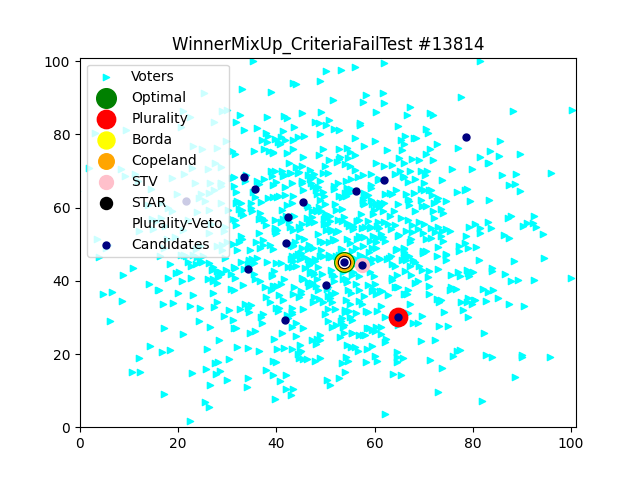 WinnerMixUp_CriteriaFailTest #13814
100
80
60
40
20
0
0
20
40
60
80
100
Voters
Optimal
Plurality
Borda
Copeland
STV
STAR
Plurality-Veto
Candidates